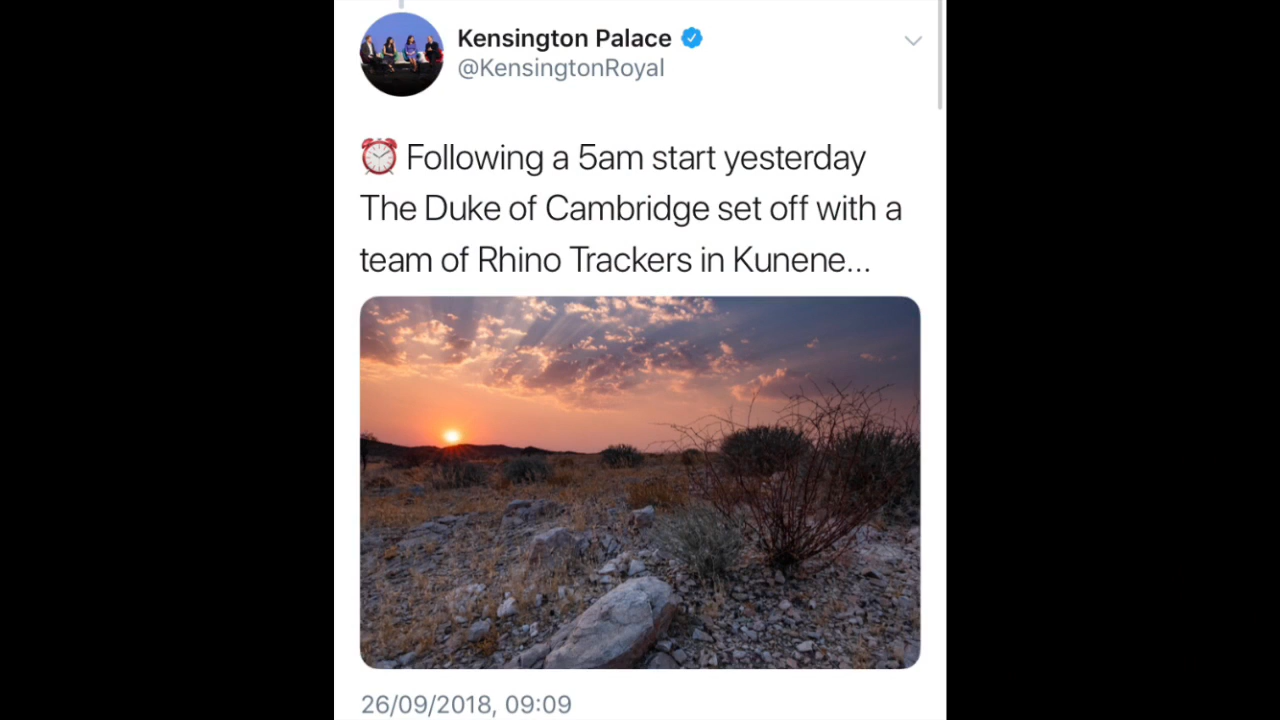 Kensington Palace
@KensingtonRoyal
⏰ Following a 5am start yesterday
The Duke of Cambridge set off with a
team of Rhino Trackers in Kunene...
26/09/2018, 09:09